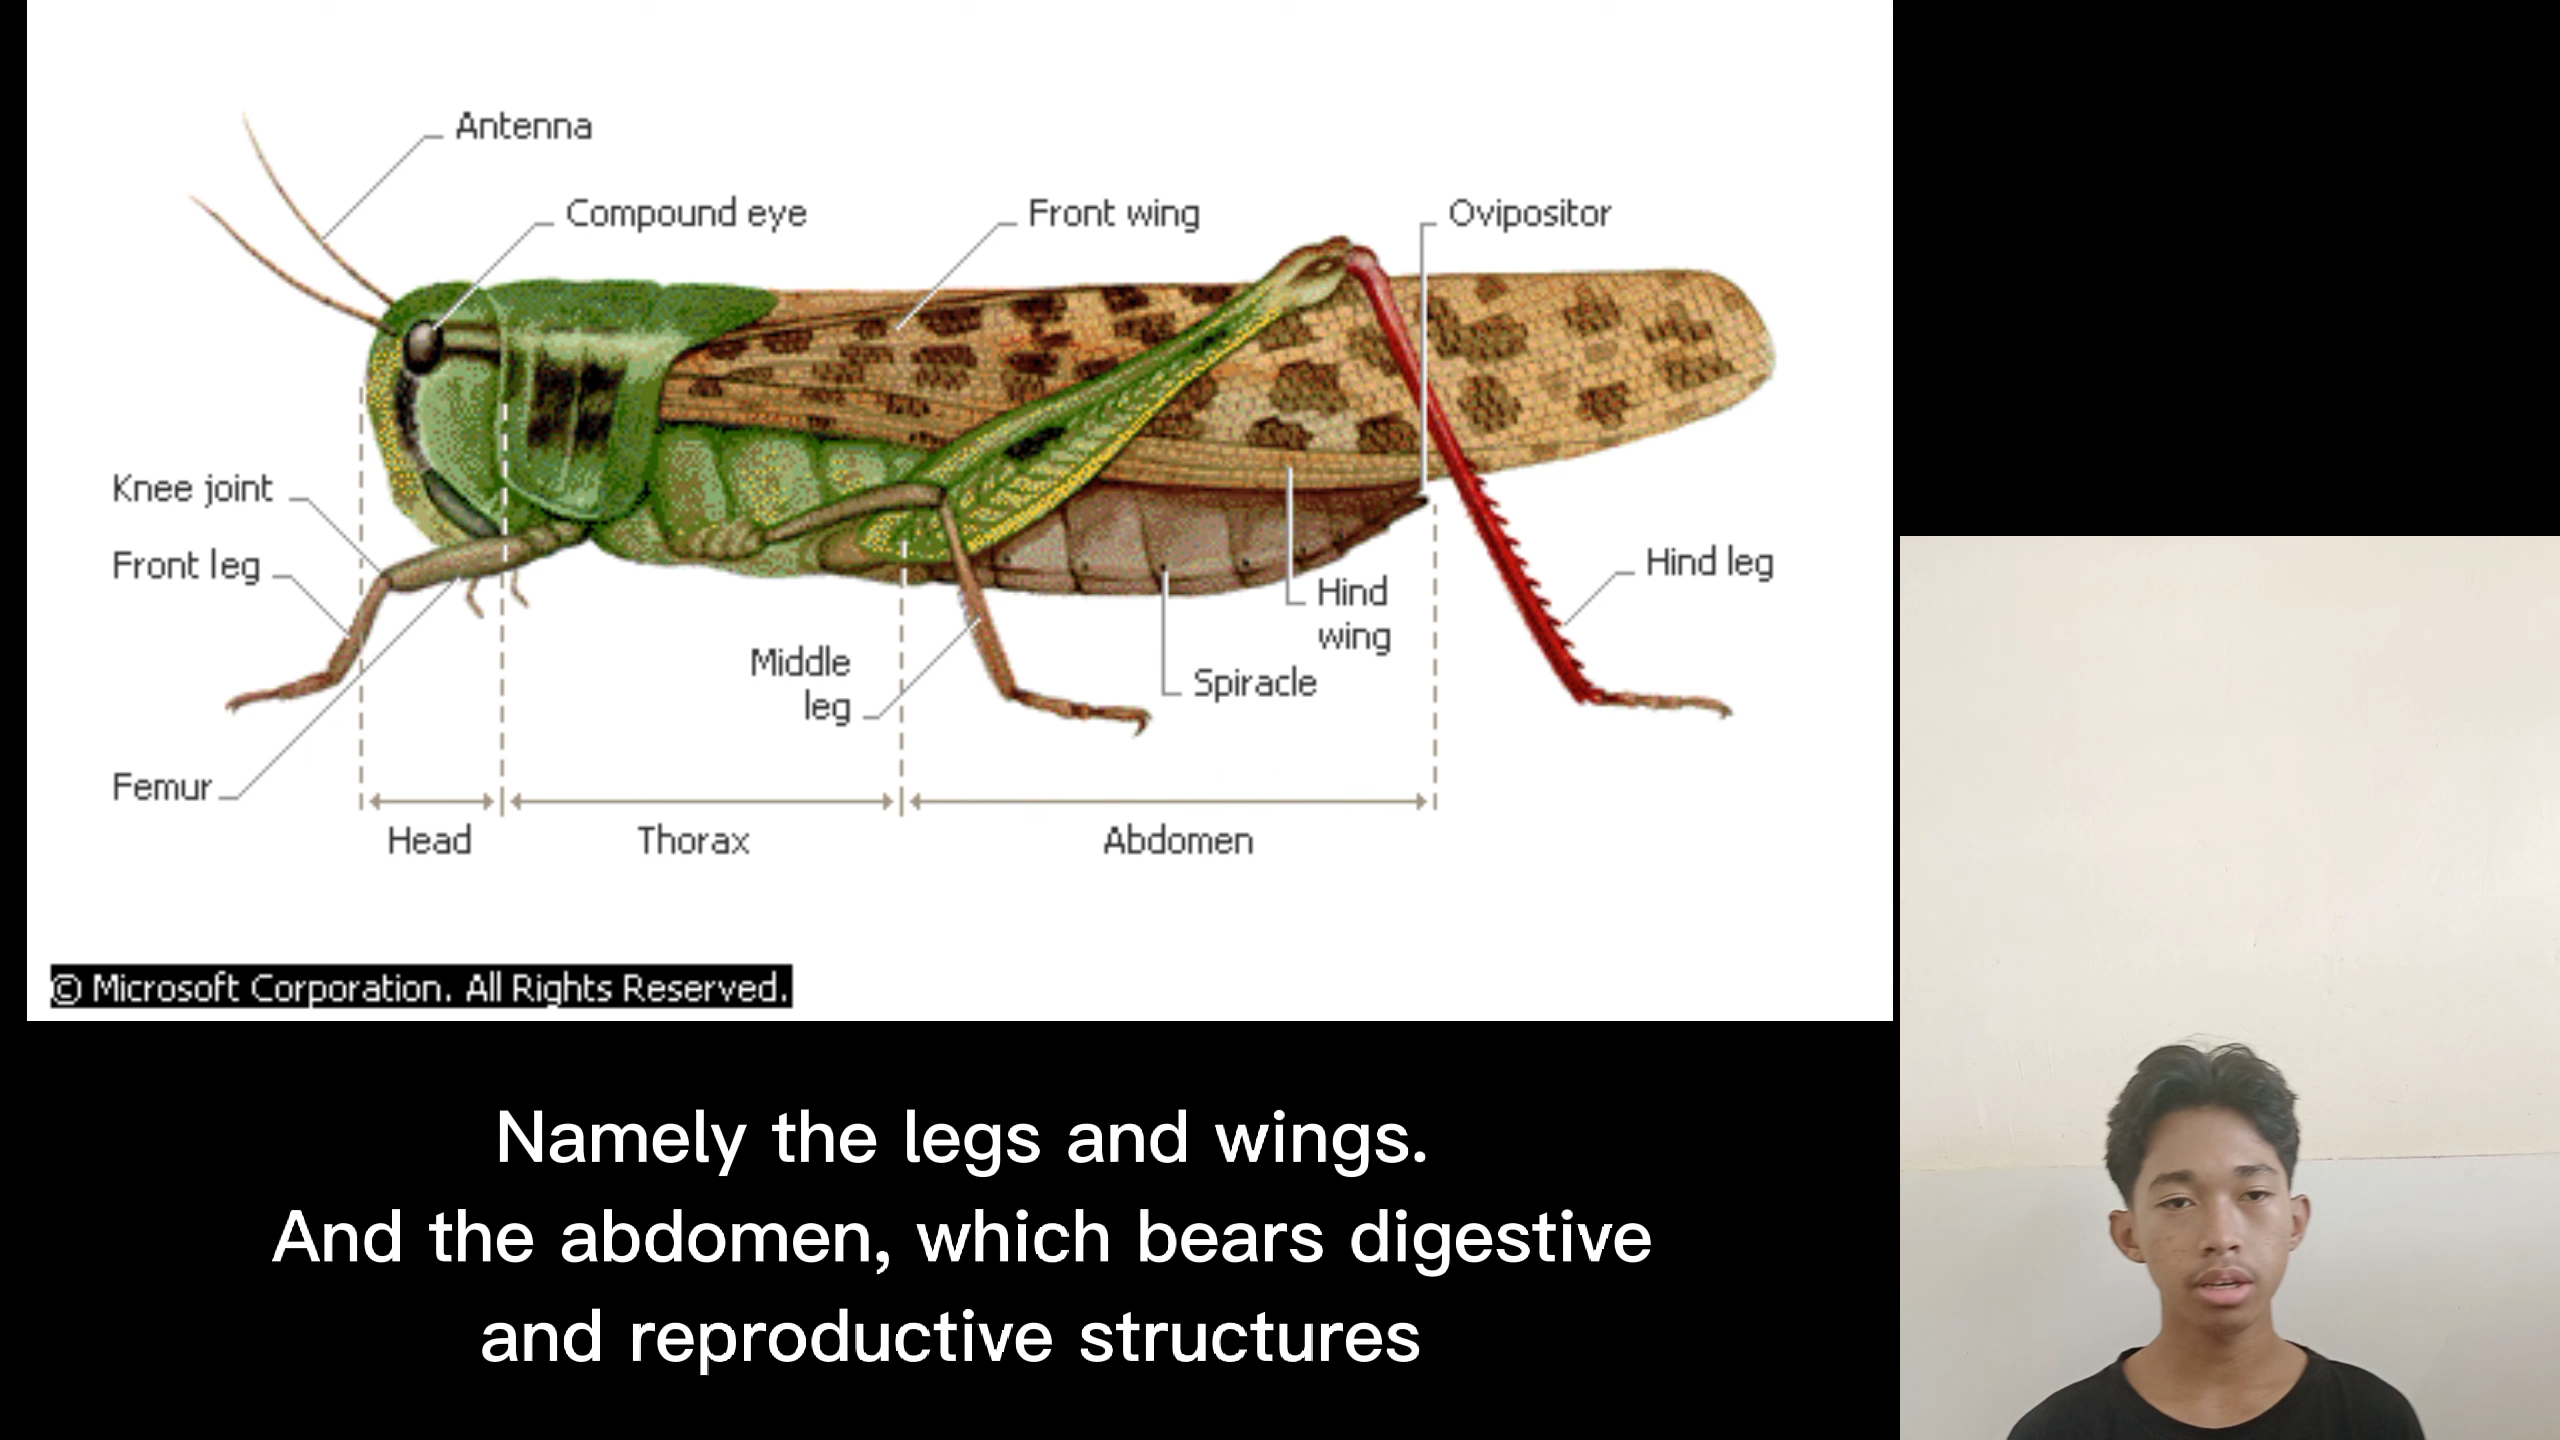 Antenna
Compound eye
Front wing
Ovipositor
Knee joint
Front leg
Hind leg
Hind
wing
Middle
leg
Spiracle
Femur
Head
Thorax
Abdomen
© Microsoft Corporation. All Rights Reserved.
Namely the legs and wings.
And the abdomen, which bears digestive
and reproductive structures